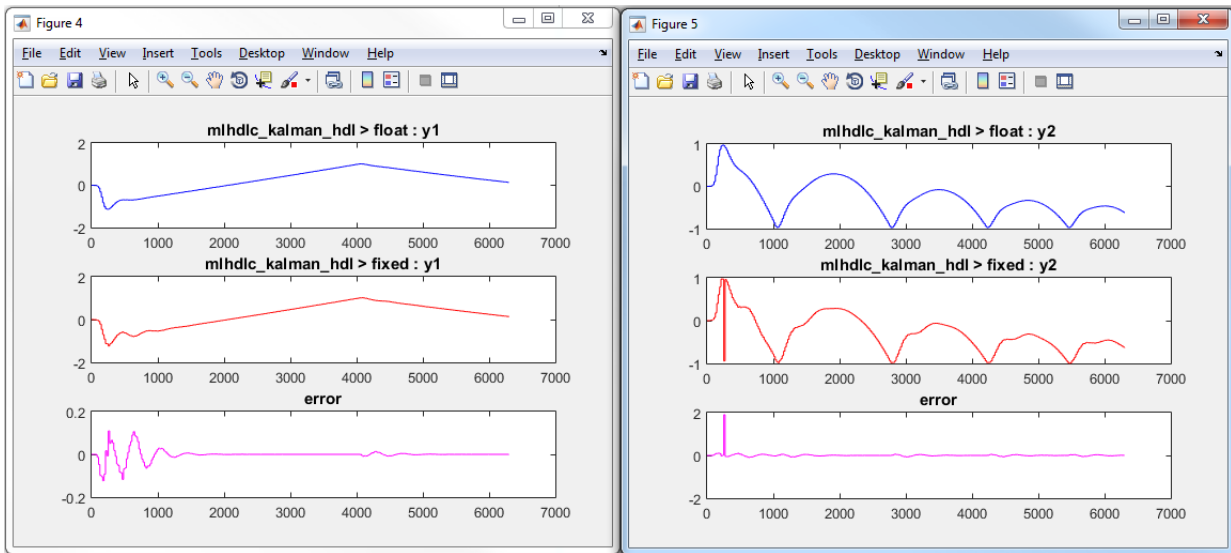 Figure 4
File Edit View Insert Tools Desktop Window Help
mlhdlc_kalman_hdl > float : y1
2
0
-2
0 1000 2000 3000 4000 5000 6000 7000
mlhdlc_kalman_hdl > fixed : y1
2
0
-2
0 1000 2000 3000 4000 5000 6000 7000
error
0.2
0
-0.2
0 1000 2000 3000 4000 5000 6000 7000
Figure 5
File Edit View Insert Tools Desktop Window Help
mlhdlc_kalman_hdl > float : y2
1
0
-1
0 1000 2000 3000 4000 5000 6000 7000
mlhdlc_kalman_hdl > fixed : y2
1
0
-1
0 1000 2000 3000 4000 5000 6000 7000
error
2
0
-2
0 1000 2000 3000 4000 5000 6000 7000